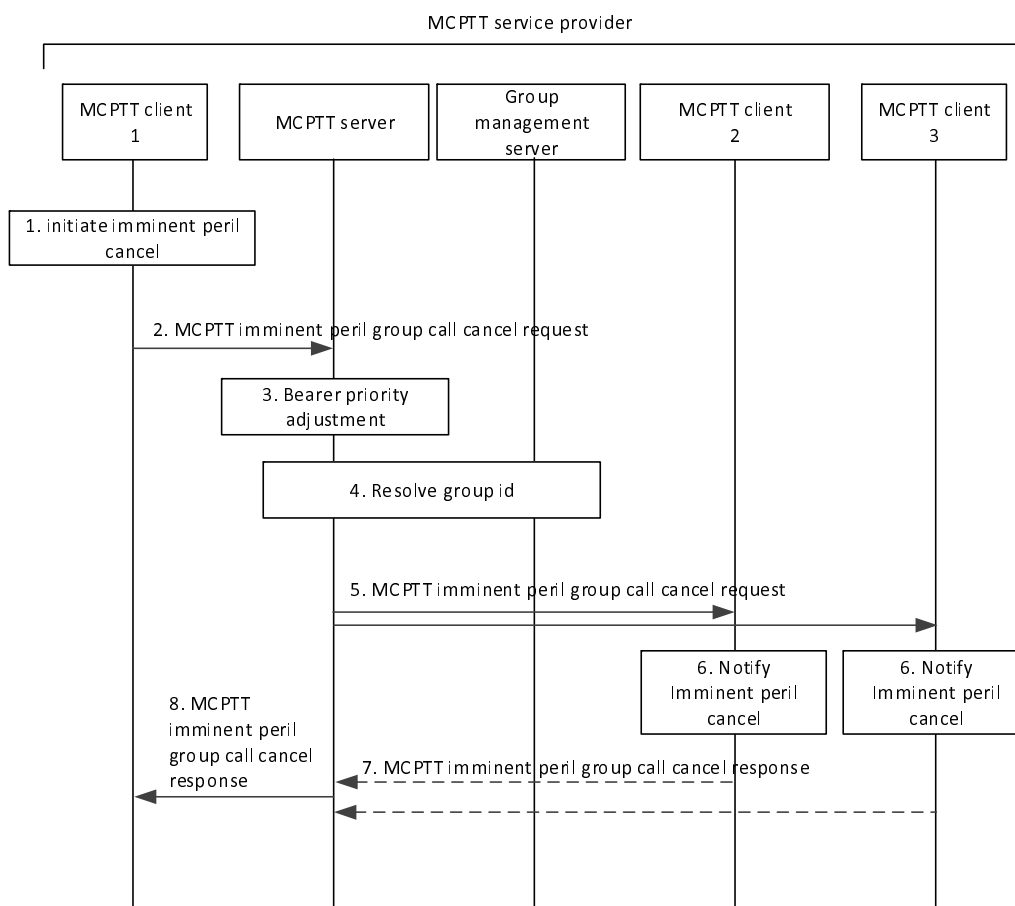 MCPTT service provider
MCPTT client
1
MCPTT server
Group
management
server
MCPTT client
2
MCPTT client
3
1. initiate imminent peril
cancel
2. MCPTT imminent peril group call cancel request
3. Bearer priority
adjustment
4. Resolve group id
5. MCPTT imminent peril group call cancel request
6. Notify
Imminent peril
cancel
6. Notify
Imminent peril
cancel
8. MCPTT
imminent peril
group call cancel
response
7. MCPTT imminent peril group call cancel response